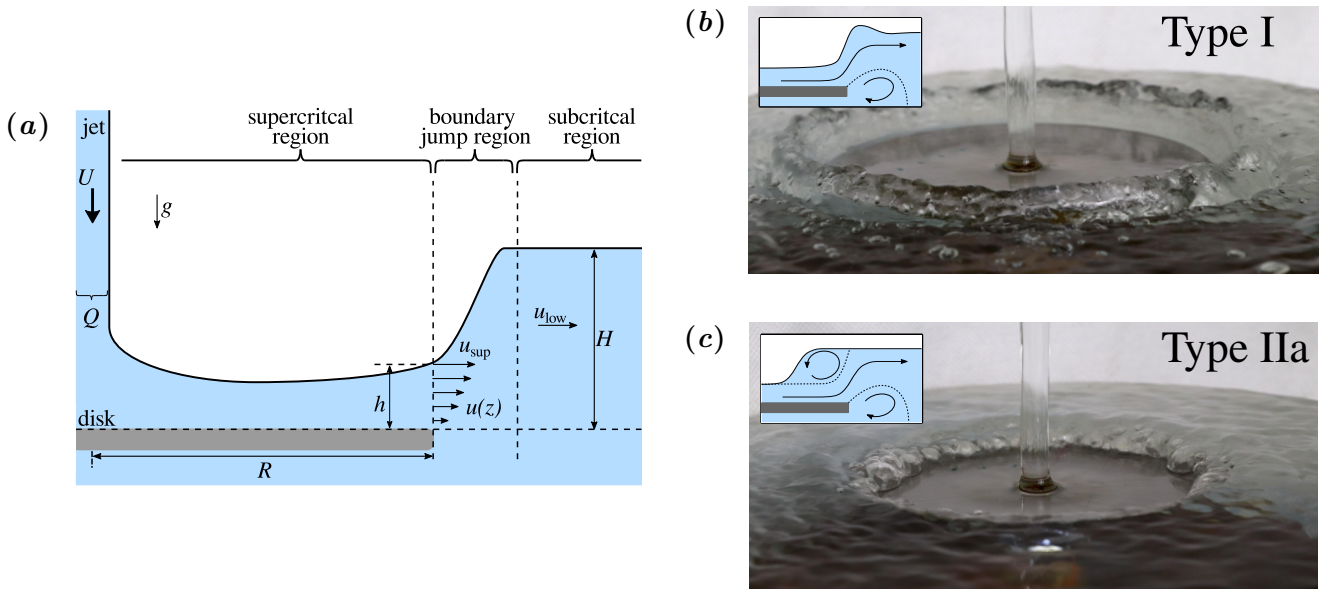 (a)
jet
U
g
Q
supercritcal
region
boundary
jump region
subcritcal
region
u_sup
u_low
H
h
u(z)
disk
R
(b)
Type I
(c)
Type IIa